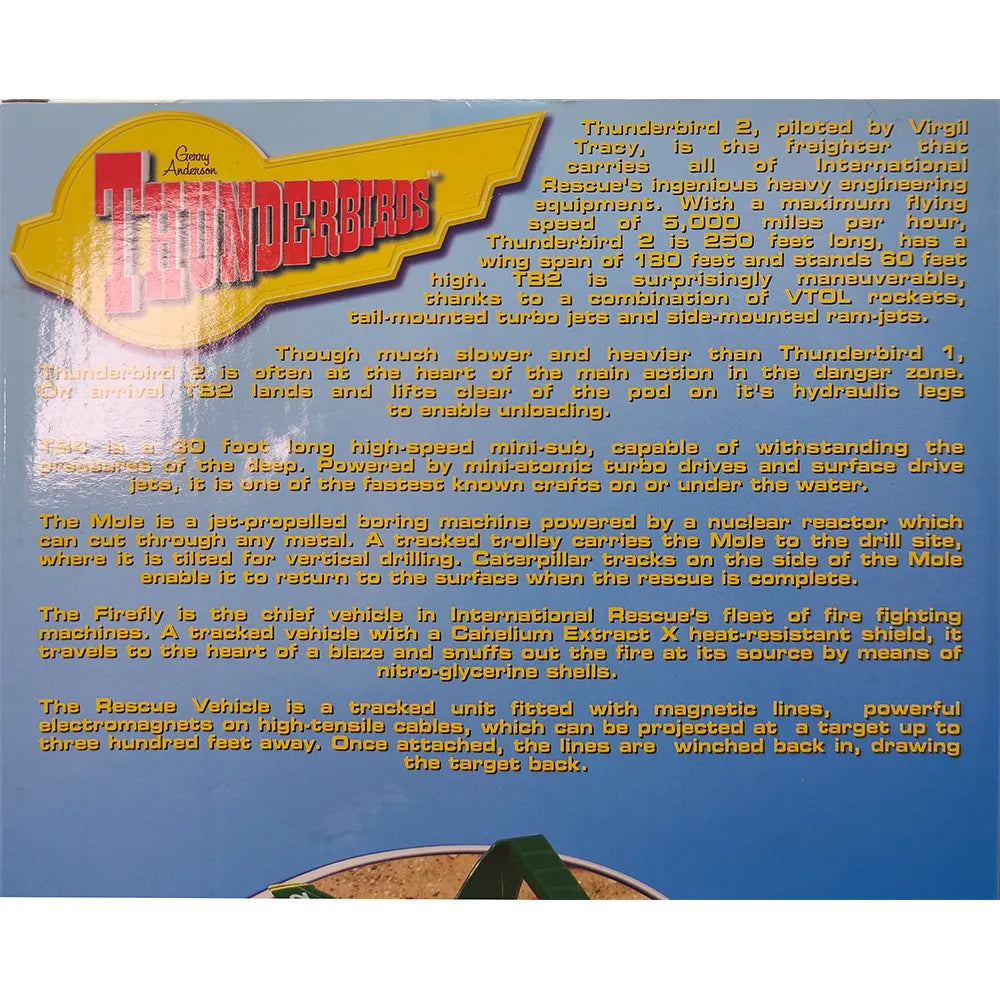 Gerry
Anderson
THUNDERBIRDS™
Thunderbird 2, piloted by Virgil
Tracy, is the freighter that
carries all of International
Rescue's ingenious heavy engineering
equipment. With a maximum flying
speed of 5,000 miles per hour,
Thunderbird 2 is 250 feet long, has a
wing span of 180 feet and stands 60 feet
high. TB2 is surprisingly maneuverable,
thanks to a combination of VTOL rockets,
tail-mounted turbo jets and side-mounted ram-jets.
Though much slower and heavier than Thunderbird 1,
Thunderbird 2 is often at the heart of the main action in the danger zone.
On arrival TB2 lands and lifts clear of the pod on it's hydraulic legs
to enable unloading.
TB4 is a 30 foot long high-speed mini-sub, capable of withstanding the
pressures of the deep. Powered by mini-atomic turbo drives and surface drive
jets, it is one of the fastest known crafts on or under the water.
The Mole is a jet-propelled boring machine powered by a nuclear reactor which
can cut through any metal. A tracked trolley carries the Mole to the drill site,
where it is tilted for vertical drilling. Caterpillar tracks on the side of the Mole
enable it to return to the surface when the rescue is complete.
The Firefly is the chief vehicle in International Rescue's fleet of fire fighting
machines. A tracked vehicle with a Cahelium Extract X heat-resistant shield, it
travels to the heart of a blaze and snuffs out the fire at its source by means of
nitro-glycerine shells.
The Rescue Vehicle is a tracked unit fitted with magnetic lines, powerful
electromagnets on high-tensile cables, which can be projected at a target up to
three hundred feet away. Once attached, the lines are winched back in, drawing
the target back.